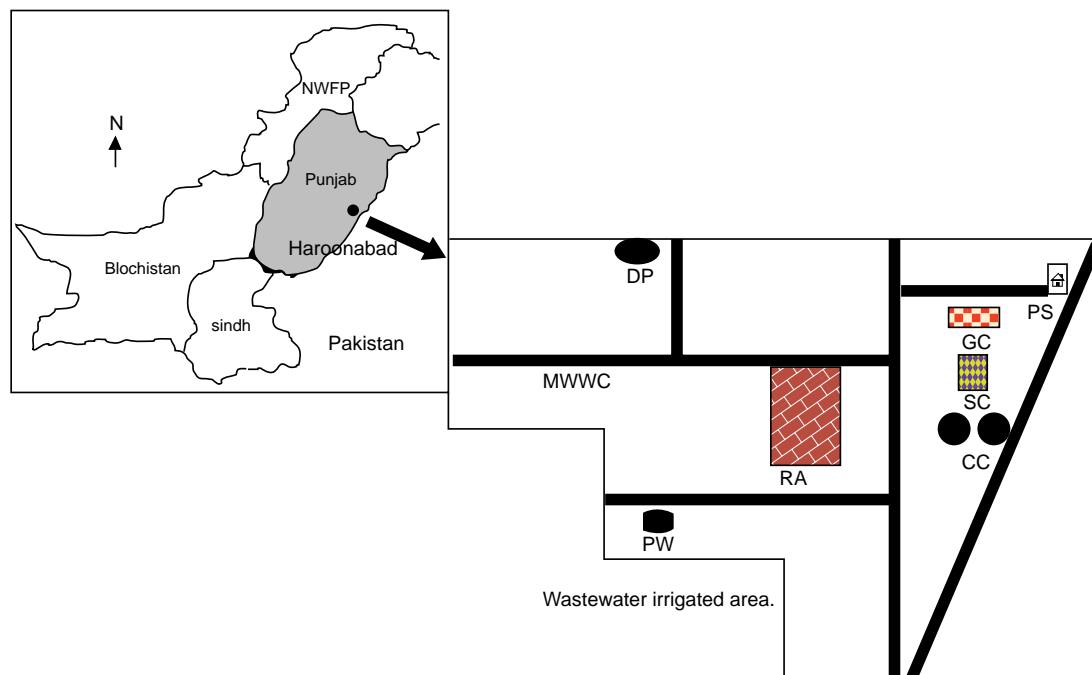 NWFP
N
Punjab
Haroonabad
Blochistan
sindh
Pakistan
DP
PS
GC
MWWC
SC
CC
RA
PW
Wastewater irrigated area.